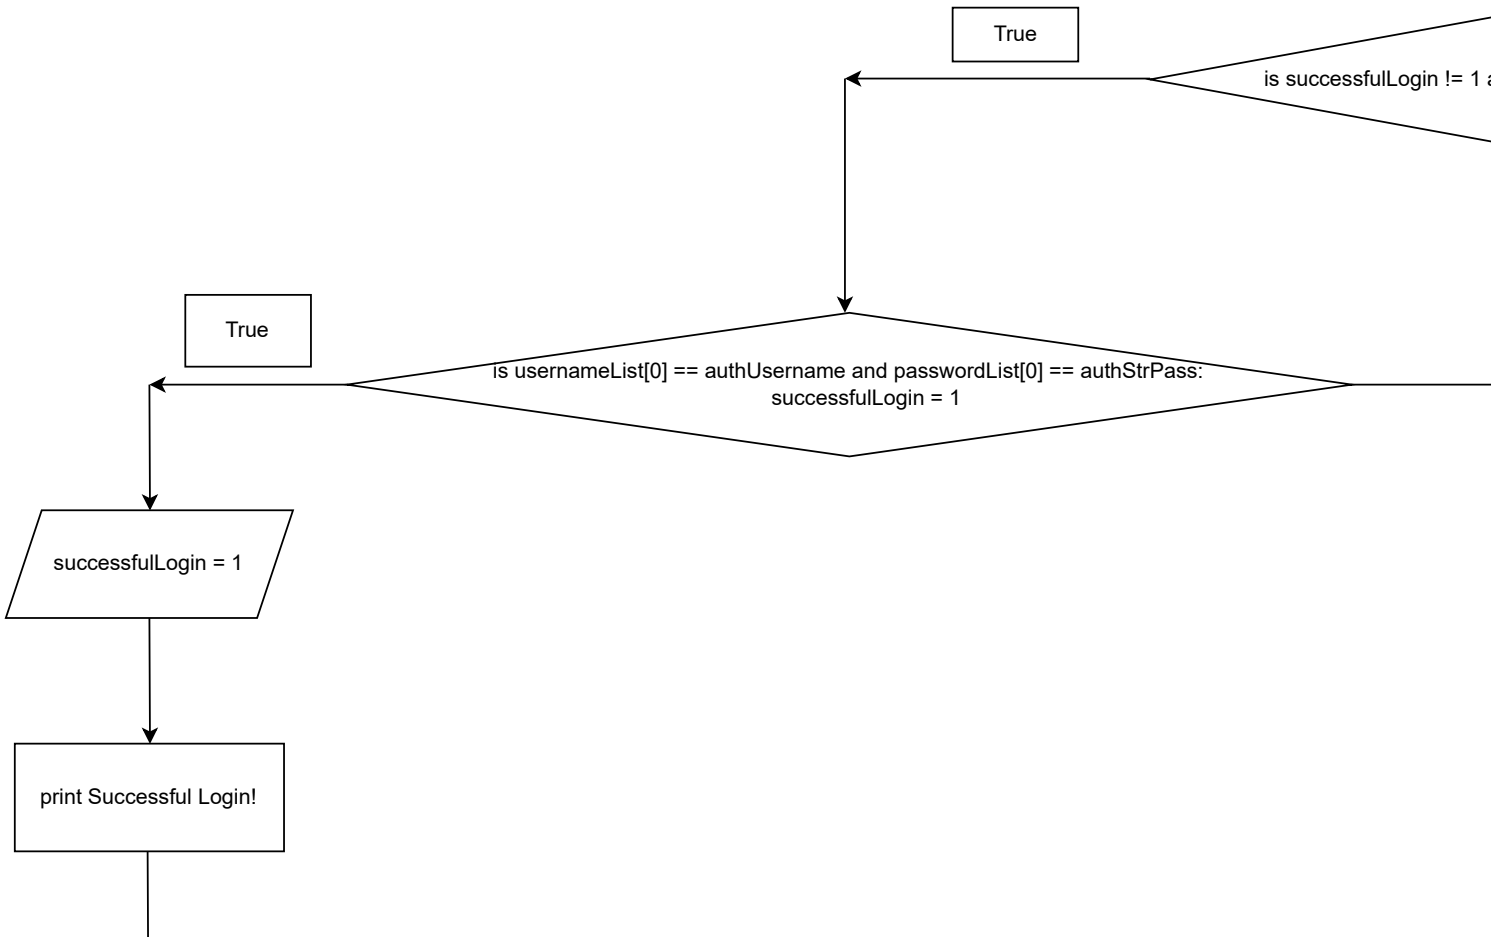 True
is successfulLogin != 1
True
is usernameList[0] == authUsername and passwordList[0] == authStrPass:
successfulLogin = 1
successfulLogin = 1
print Successful Login!